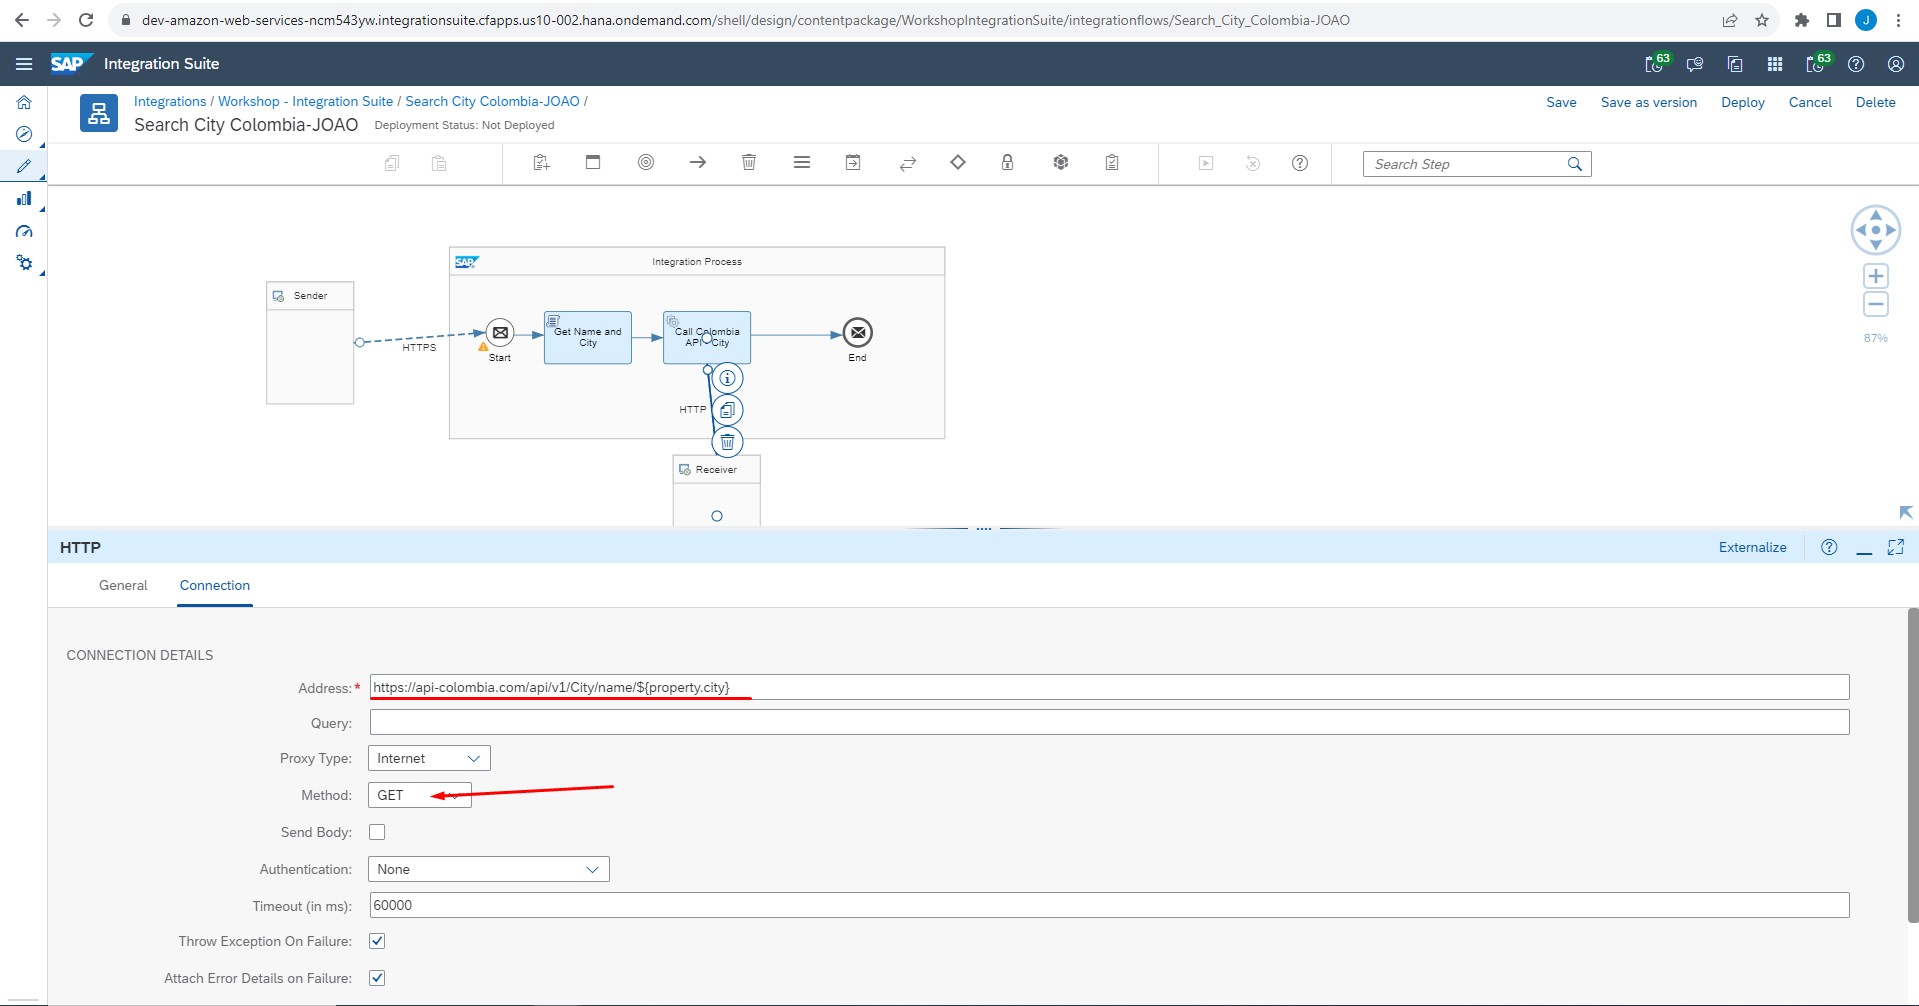 dev-amazon-web-services-ncm543yw.integrationsuite.cfapps.us10-002.hana.ondemand.com/shell/design/contentpackage/WorkshopIntegrationSuite/integrationflows/Search_City_Colombia-JOAO
J
SAP Integration Suite
63
63
Integrations / Workshop - Integration Suite / Search City Colombia-JOAO /
Search City Colombia-JOAO Deployment Status: Not Deployed
Save Save as version Deploy Cancel Delete
Search Step
SAP Integration Process
Sender
HTTPS
Start
Get Name and
City
Call Colombia
API - City
End
HTTP
Receiver
87%
HTTP
Externalize
General Connection
CONNECTION DETAILS
Address:* https://api-colombia.com/api/v1/City/name/${property.city}
Query:
Proxy Type: Internet
Method: GET
Send Body:
Authentication: None
Timeout (in ms): 60000
Throw Exception On Failure:
Attach Error Details on Failure: